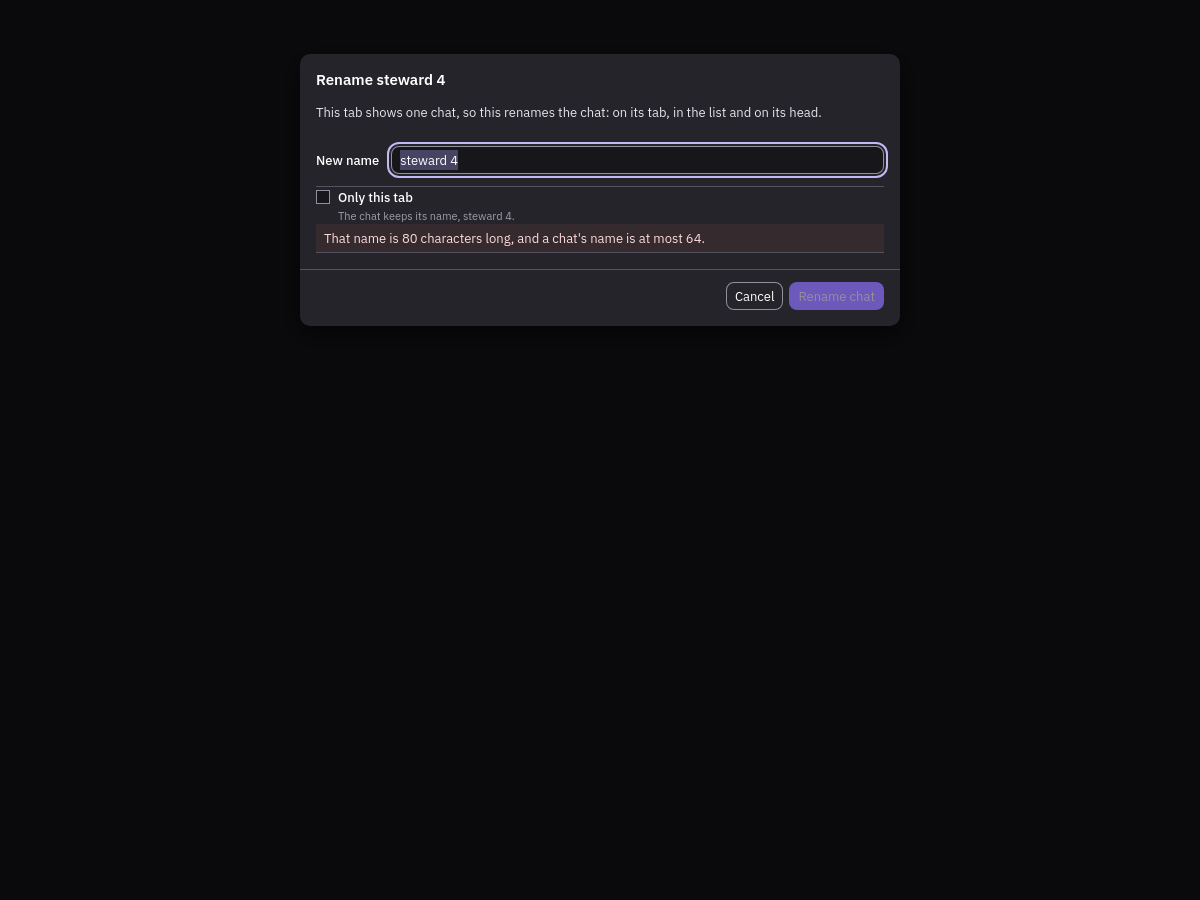 Rename steward 4
This tab shows one chat, so this renames the chat: on its tab, in the list and on its head.
New name steward 4
Only this tab
The chat keeps its name, steward 4.
That name is 80 characters long, and a chat's name is at most 64.
Cancel Rename chat